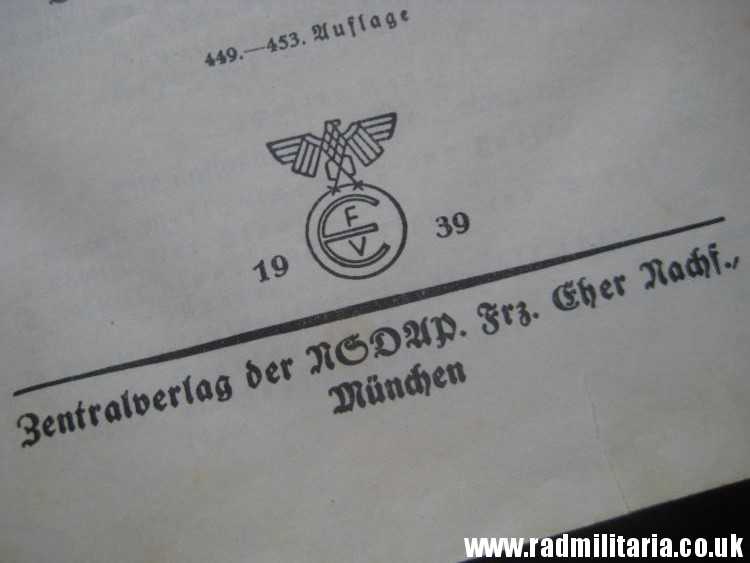 449.—453. Auflage
F
E
V
19 39
Zentralverlag der NSDAP. Frz. Eher Nachf.,
München
www.radmilitaria.co.uk